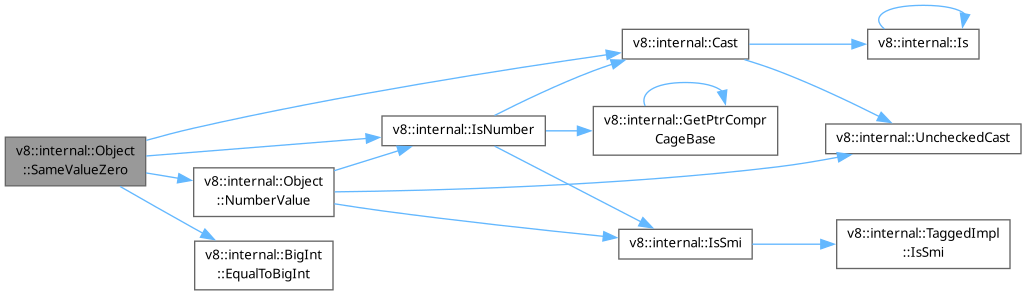 v8::internal::Object
::SameValueZero
v8::internal::IsNumber
v8::internal::Object
::NumberValue
v8::internal::BigInt
::EqualToBigInt
v8::internal::Cast
v8::internal::GetPtrCompr
CageBase
v8::internal::IsSmi
v8::internal::Is
v8::internal::UncheckedCast
v8::internal::TaggedImpl
::IsSmi